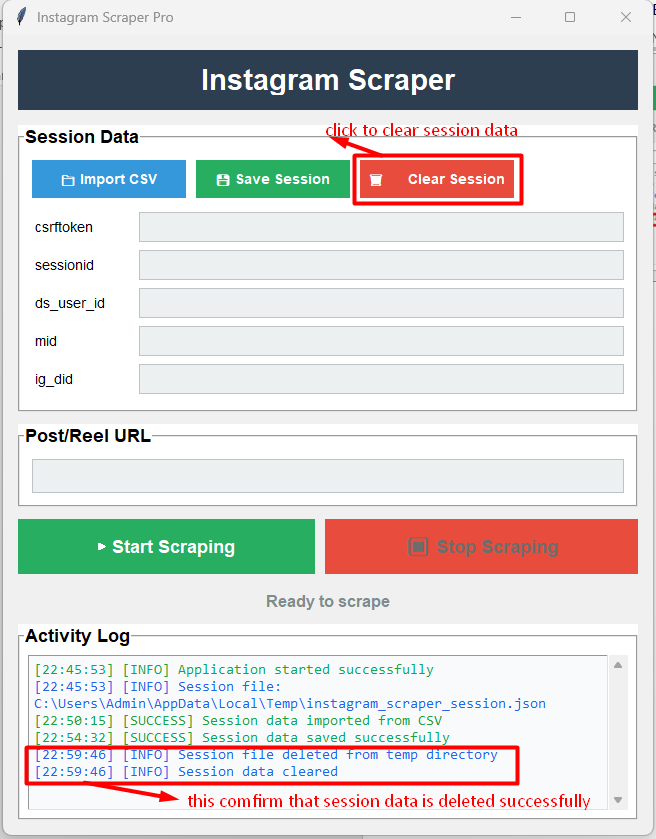 Instagram Scraper Pro
Instagram Scraper
click to clear session data
Session Data
Import CSV
Save Session
Clear Session
csrftoken
sessionid
ds_user_id
mid
ig_did
Post/Reel URL
Start Scraping
Stop Scraping
Ready to scrape
Activity Log
[22:45:53] [INFO] Application started successfully
[22:45:53] [INFO] Session file:
C:\Users\Admin\AppData\Local\Temp\instagram_scraper_session.json
[22:50:15] [SUCCESS] Session data imported from CSV
[22:54:32] [SUCCESS] Session data saved successfully
[22:59:46] [INFO] Session file deleted from temp directory
[22:59:46] [INFO] Session data cleared
this comfirm that session data is deleted successfully